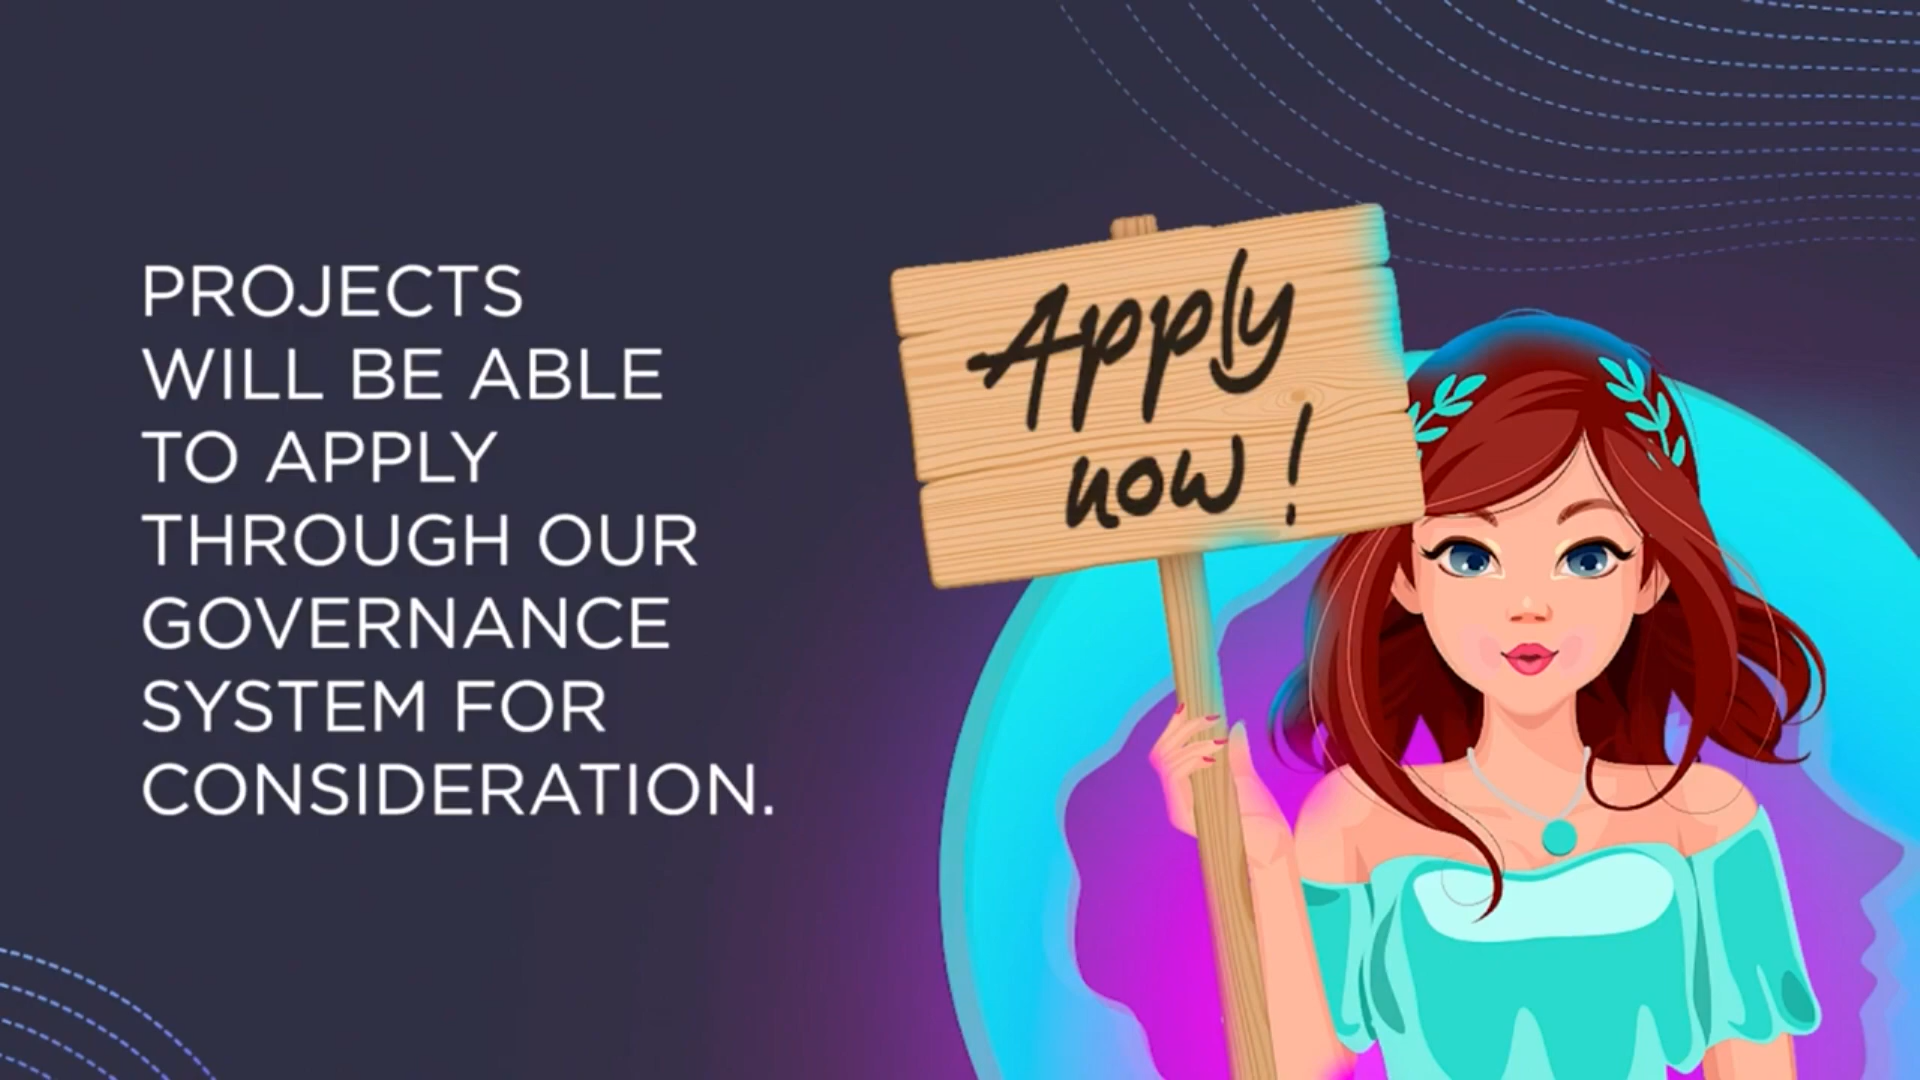 PROJECTS
WILL BE ABLE
TO APPLY
THROUGH OUR
GOVERNANCE
SYSTEM FOR
CONSIDERATION.
Apply
now!